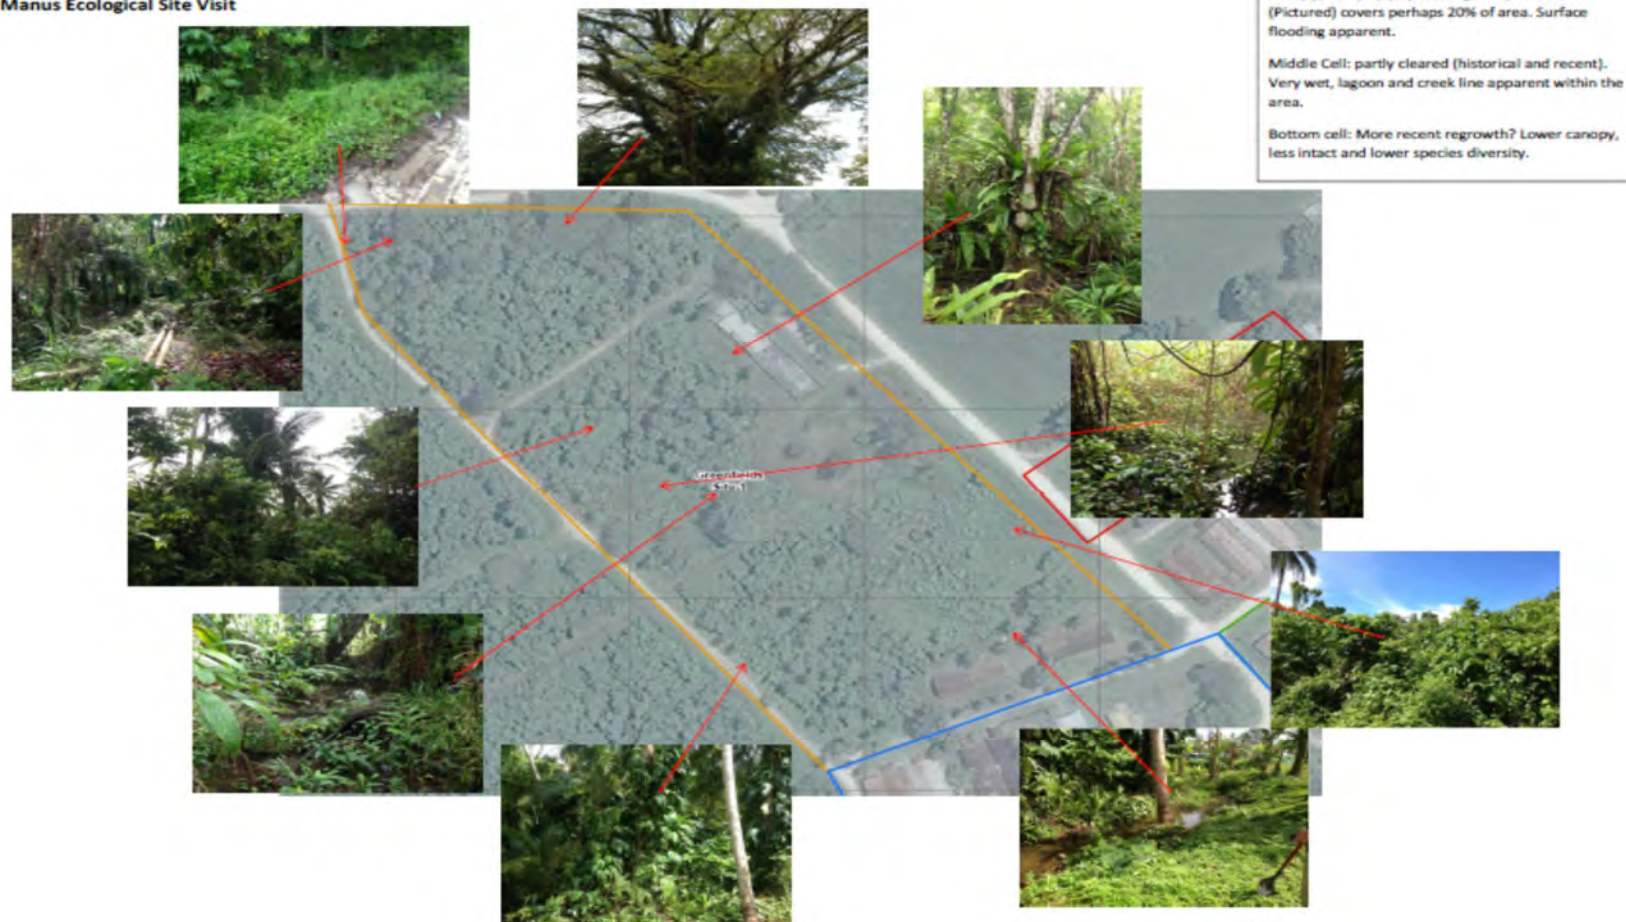 Manus Ecological Site Visit
(Pictured) covers perhaps 20% of area. Surface
flooding apparent.
Middle Cell: partly cleared (historical and recent).
Very wet, lagoon and creek line apparent within the
area.
Bottom cell: More recent regrowth? Lower canopy,
less intact and lower species diversity.
Greenfields